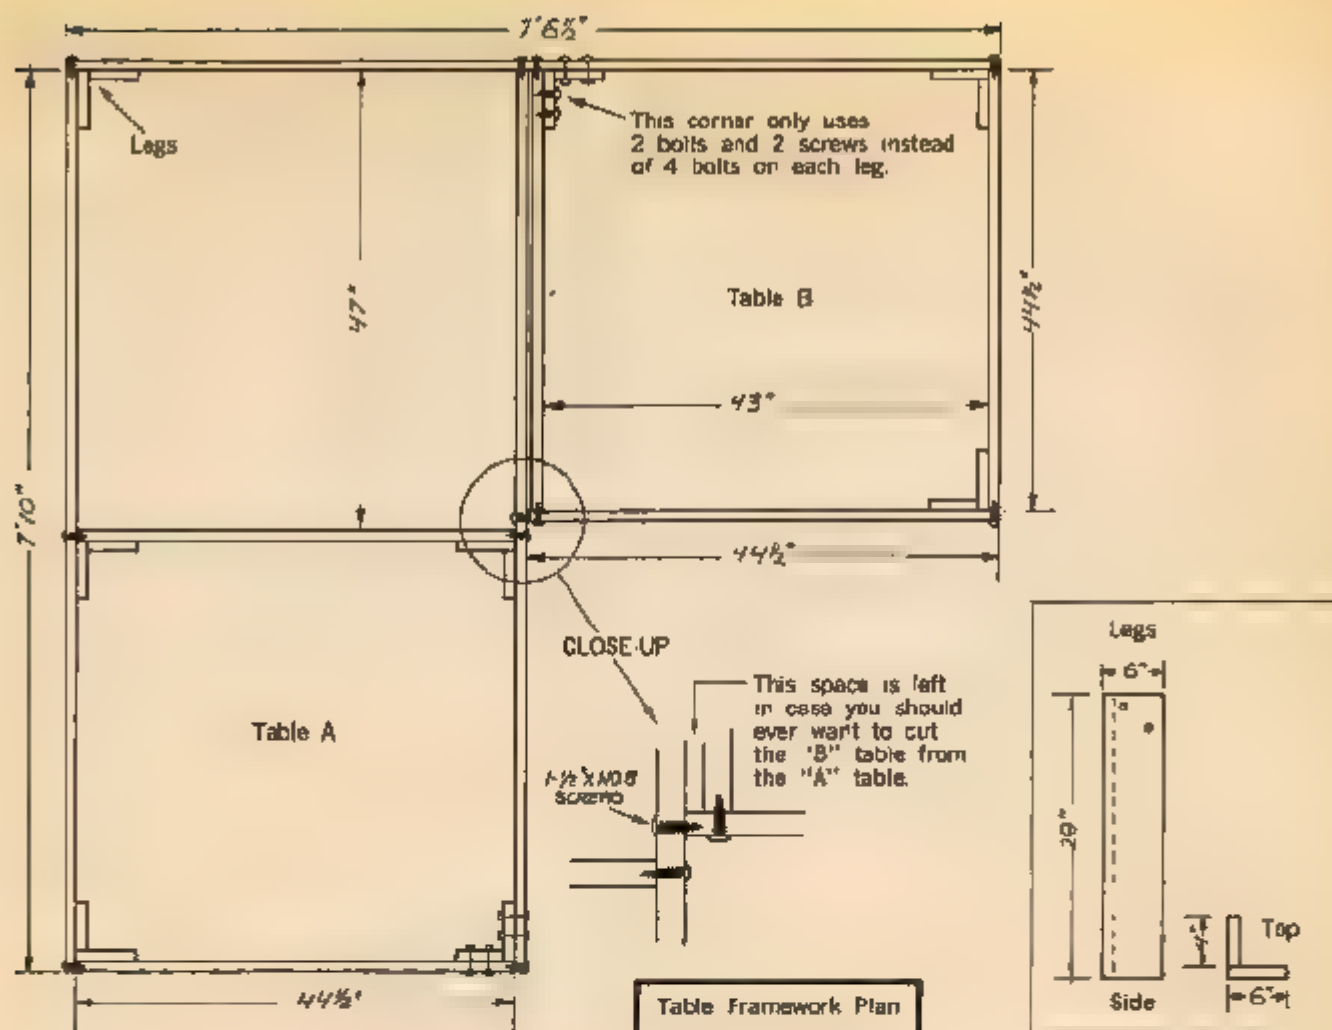 7'6½"
Legs
This corner only uses
2 bolts and 2 screws instead
of 4 bolts on each leg.
47"
Table B
44½"
43"
7'10"
44½"
CLOSE-UP
This space is left
in case you should
ever want to cut
the "B" table from
the "A" table.
1-½" X NO 8
SCREWS
Table A
44½"
Legs
6"
28"
4"
Top
6"
Side
Table Framework Plan